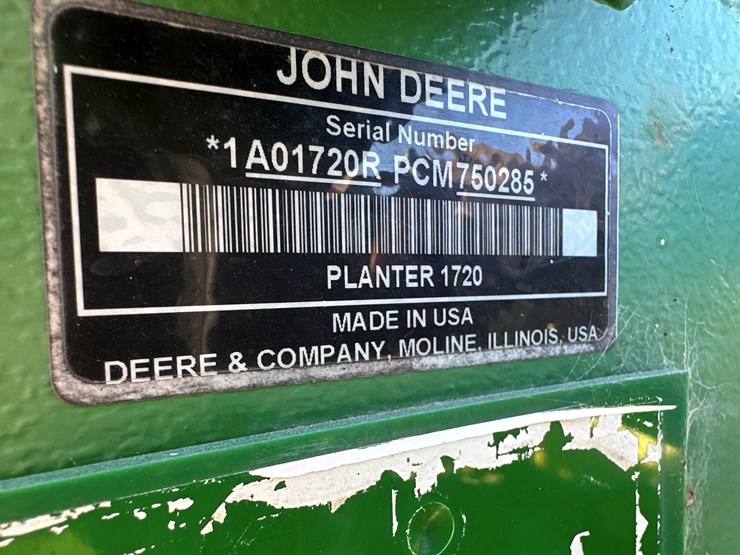 JOHN DEERE
Serial Number
*1A01720R PCM750285*
PLANTER 1720
MADE IN USA
DEERE & COMPANY, MOLINE, ILLINOIS, USA